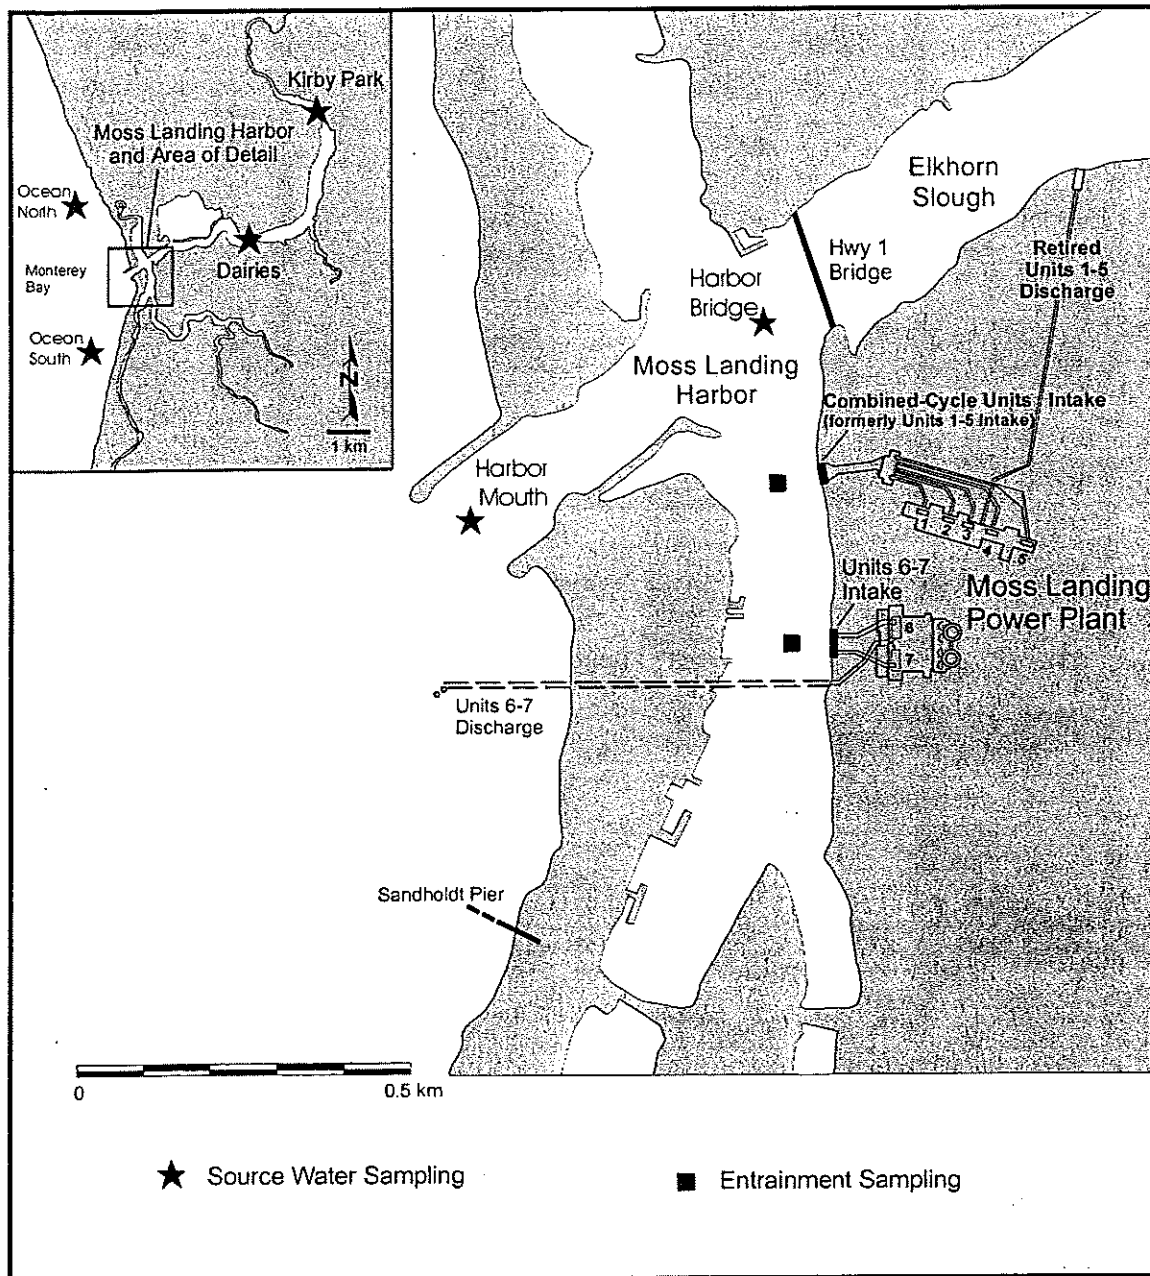 Kirby Park
Moss Landing Harbor
and Area of Detail
Ocean
North
Dairies
Monterey
Bay
Ocean
South
N
1 km
Elkhorn
Slough
Hwy 1
Bridge
Retired
Units 1-5
Discharge
Harbor
Bridge
Moss Landing
Harbor
Combined-Cycle Units Intake
(formerly Units 1-5 Intake)
Harbor
Mouth
1
2
3
4
5
Units 6-7
Intake
Moss Landing
Power Plant
6
7
Units 6-7
Discharge
Sandholdt Pier
0
0.5 km
Source Water Sampling
Entrainment Sampling